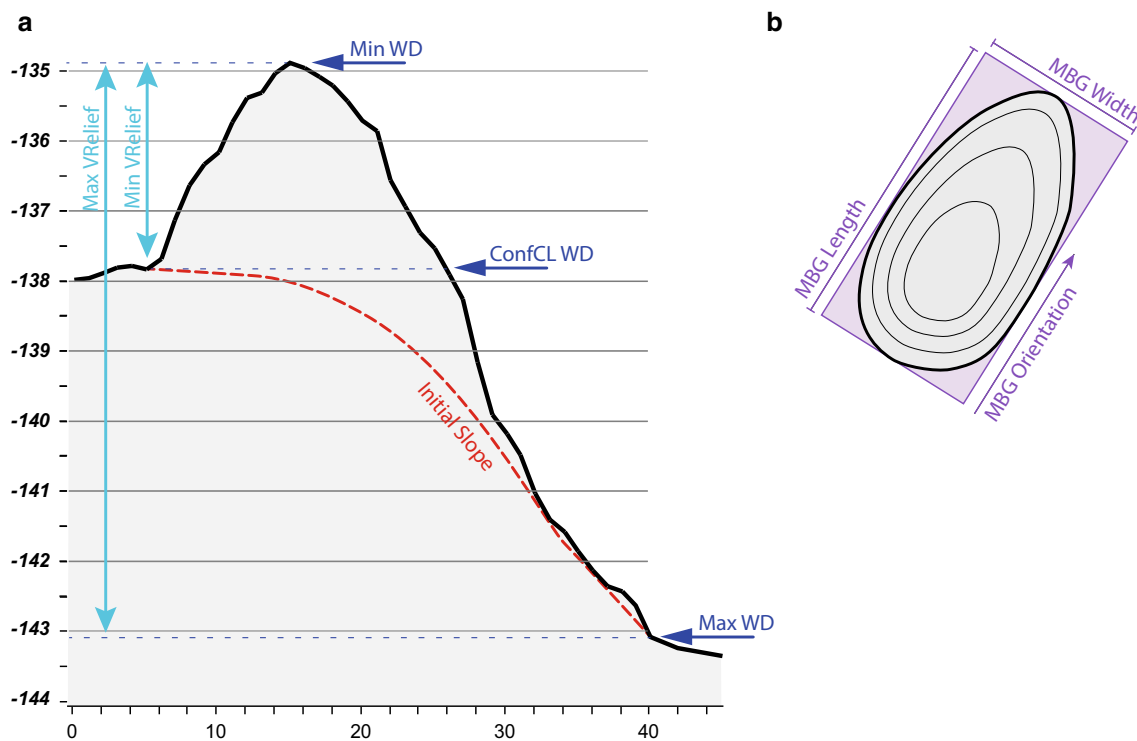 a
b
Min WD
-135
Max VRelief
Min VRelief
-136
-137
ConfCL WD
-138
-139
Initial Slope
-140
-141
-142
Max WD
-143
-144
0
10
20
30
40
MBG Width
MBG Length
MBG Orientation